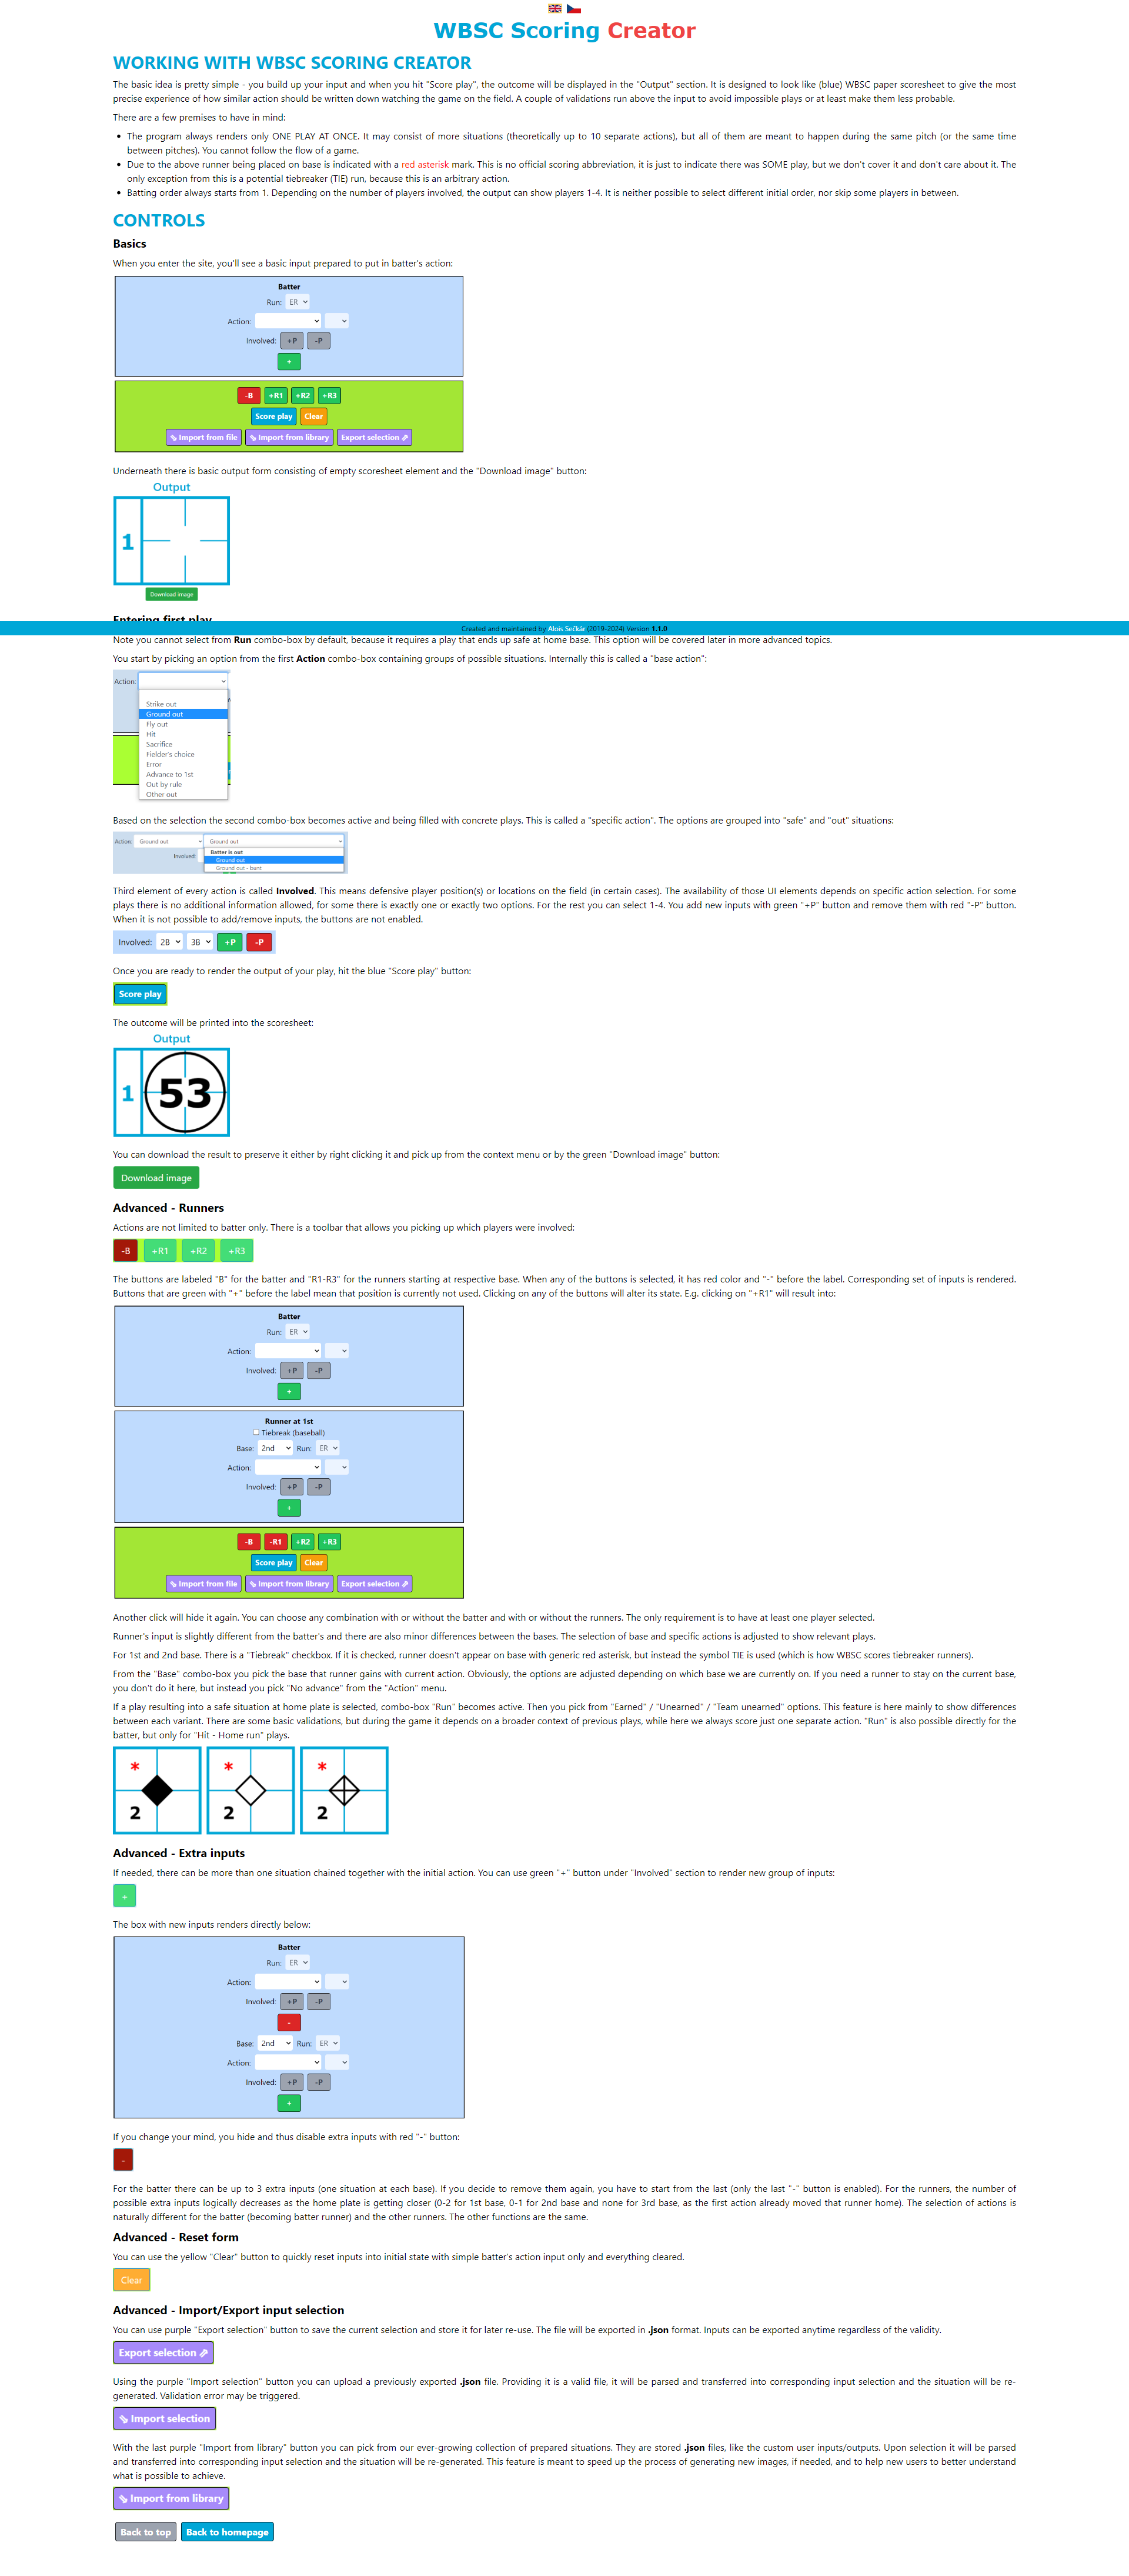 WBSC Scoring Creator
WORKING WITH WBSC SCORING CREATOR
The basic idea is pretty simple - you build up your input and when you hit "Score play", the outcome will be displayed in the "Output" section. It is designed to look like (blue) WBSC paper scoresheet to give the most
precise experience of how similar action should be written down watching the game on the field. A couple of validations run above the input to avoid impossible plays or at least make them less probable.
There are a few premises to have in mind:
• The program always renders only ONE PLAY AT ONCE. It may consist of more situations (theoretically up to 10 separate actions), but all of them are meant to happen during the same pitch (or the same time
between pitches). You cannot follow the flow of a game.
• Due to the above runner being placed on base is indicated with a red asterisk mark. This is no official scoring abbreviation, it is just to indicate there was SOME play, but we don't cover it and don't care about it. The
only exception from this is a potential tiebreaker (TIE) run, because this is an arbitrary action.
• Batting order always starts from 1. Depending on the number of players involved, the output can show players 1-4. It is neither possible to select different initial order, nor skip some players in between.
CONTROLS
Basics
When you enter the site, you'll see a basic input prepared to put in batter's action:
Batter
Run: ER
Action:
Involved: +P -P
+
-B +R1 +R2 +R3
Score play Clear
Import from file Import from library Export selection
Underneath there is basic output form consisting of empty scoresheet element and the "Download image" button:
Output
1
Download image
Entering first play
Created and maintained by Alois Sečkár (2019-2024) Version 1.1.0
Note you cannot select from Run combo-box by default, because it requires a play that ends up safe at home base. This option will be covered later in more advanced topics.
You start by picking an option from the first Action combo-box containing groups of possible situations. Internally this is called a "base action":
Action:
Strike out
Ground out
Fly out
Hit
Sacrifice
Fielder's choice
Error
Advance to 1st
Out by rule
Other out
Based on the selection the second combo-box becomes active and being filled with concrete plays. This is called a "specific action". The options are grouped into "safe" and "out" situations:
Action: Ground out Ground out
Involved: Batter is out
Ground out
Ground out - bunt
Third element of every action is called Involved. This means defensive player position(s) or locations on the field (in certain cases). The availability of those UI elements depends on specific action selection. For some
plays there is no additional information allowed, for some there is exactly one or exactly two options. For the rest you can select 1-4. You add new inputs with green "+P" button and remove them with red "-P" button.
When it is not possible to add/remove inputs, the buttons are not enabled.
Involved: 2B 3B +P -P
Once you are ready to render the output of your play, hit the blue "Score play" button:
Score play
The outcome will be printed into the scoresheet:
Output
1 53
You can download the result to preserve it either by right clicking it and pick up from the context menu or by the green "Download image" button:
Download image
Advanced - Runners
Actions are not limited to batter only. There is a toolbar that allows you picking up which players were involved:
-B +R1 +R2 +R3
The buttons are labeled "B" for the batter and "R1-R3" for the runners starting at respective base. When any of the buttons is selected, it has red color and "-" before the label. Corresponding set of inputs is rendered.
Buttons that are green with "+" before the label mean that position is currently not used. Clicking on any of the buttons will alter its state. E.g. clicking on "+R1" will result into:
Batter
Run: ER
Action:
Involved: +P -P
+
Runner at 1st
Tiebreak (baseball)
Base: 2nd Run: ER
Action:
Involved: +P -P
+
-B -R1 +R2 +R3
Score play Clear
Import from file Import from library Export selection
Another click will hide it again. You can choose any combination with or without the batter and with or without the runners. The only requirement is to have at least one player selected.
Runner's input is slightly different from the batter's and there are also minor differences between the bases. The selection of base and specific actions is adjusted to show relevant plays.
For 1st and 2nd base. There is a "Tiebreak" checkbox. If it is checked, runner doesn't appear on base with generic red asterisk, but instead the symbol TIE is used (which is how WBSC scores tiebreaker runners).
From the "Base" combo-box you pick the base that runner gains with current action. Obviously, the options are adjusted depending on which base we are currently on. If you need a runner to stay on the current base,
you don't do it here, but instead you pick "No advance" from the "Action" menu.
If a play resulting into a safe situation at home plate is selected, combo-box "Run" becomes active. Then you pick from "Earned" / "Unearned" / "Team unearned" options. This feature is here mainly to show differences
between each variant. There are some basic validations, but during the game it depends on a broader context of previous plays, while here we always score just one separate action. "Run" is also possible directly for the
batter, but only for "Hit - Home run" plays.
* * *
2 2 2
Advanced - Extra inputs
If needed, there can be more than one situation chained together with the initial action. You can use green "+" button under "Involved" section to render new group of inputs:
+
The box with new inputs renders directly below:
Batter
Run: ER
Action:
Involved: +P -P
-
Base: 2nd Run: ER
Action:
Involved: +P -P
+
If you change your mind, you hide and thus disable extra inputs with red "-" button:
-
For the batter there can be up to 3 extra inputs (one situation at each base). If you decide to remove them again, you have to start from the last (only the last "-" button is enabled). For the runners, the number of
possible extra inputs logically decreases as the home plate is getting closer (0-2 for 1st base, 0-1 for 2nd base and none for 3rd base, as the first action already moved that runner home). The selection of actions is
naturally different for the batter (becoming batter runner) and the other runners. The other functions are the same.
Advanced - Reset form
You can use the yellow "Clear" button to quickly reset inputs into initial state with simple batter's action input only and everything cleared.
Clear
Advanced - Import/Export input selection
You can use purple "Export selection" button to save the current selection and store it for later re-use. The file will be exported in .json format. Inputs can be exported anytime regardless of the validity.
Export selection
Using the purple "Import selection" button you can upload a previously exported .json file. Providing it is a valid file, it will be parsed and transferred into corresponding input selection and the situation will be re-
generated. Validation error may be triggered.
Import selection
With the last purple "Import from library" button you can pick from our ever-growing collection of prepared situations. They are stored .json files, like the custom user inputs/outputs. Upon selection it will be parsed
and transferred into corresponding input selection and the situation will be re-generated. This feature is meant to speed up the process of generating new images, if needed, and to help new users to better understand
what is possible to achieve.
Import from library
Back to top Back to homepage